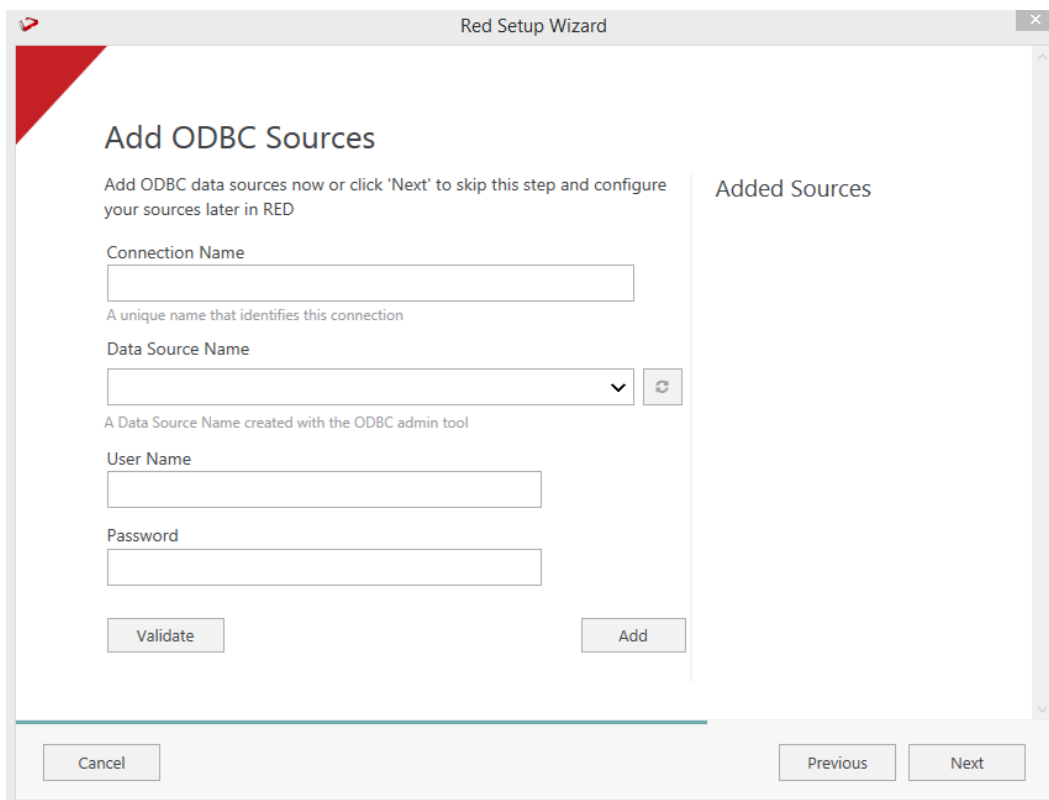 Red Setup Wizard
Add ODBC Sources
Add ODBC data sources now or click 'Next' to skip this step and configure
your sources later in RED
Connection Name
A unique name that identifies this connection
Data Source Name
A Data Source Name created with the ODBC admin tool
User Name
Password
Validate
Add
Added Sources
Cancel
Previous
Next